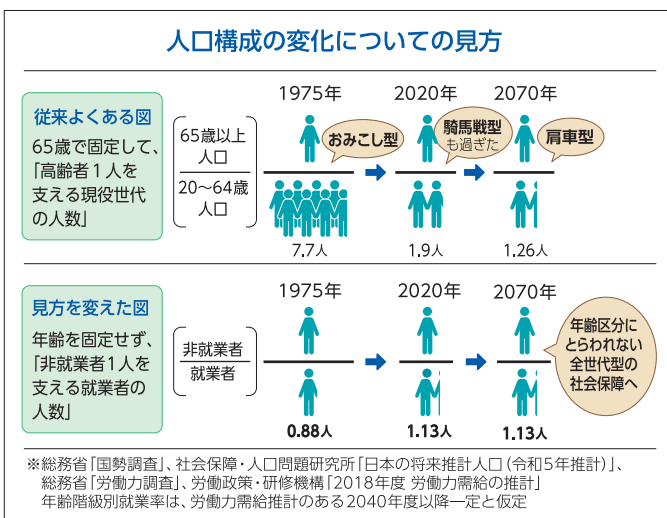 人口構成の変化についての見方
従来よくある図
65歳で固定して、
「高齢者1人を
支える現役世代
の人数」
65歳以上
人口
20～64歳
人口
1975年
2020年
2070年
おみこし型
騎馬戦型
も過ぎた
肩車型
7.7人
1.9人
1.26人
見方を変えた図
年齢を固定せず、
「非就業者1人を
支える就業者の
人数」
非就業者
就業者
1975年
2020年
2070年
年齢区分に
とらわれない
全世代型の
社会保障へ
0.88人
1.13人
1.13人
※総務省「国勢調査」、社会保障・人口問題研究所「日本の将来推計人口(令和5年推計)」、
総務省「労働力調査」、労働政策・研修機構「2018年度 労働力需給の推計」
年齢階級別就業率は、労働力需給推計のある2040年度以降一定と仮定